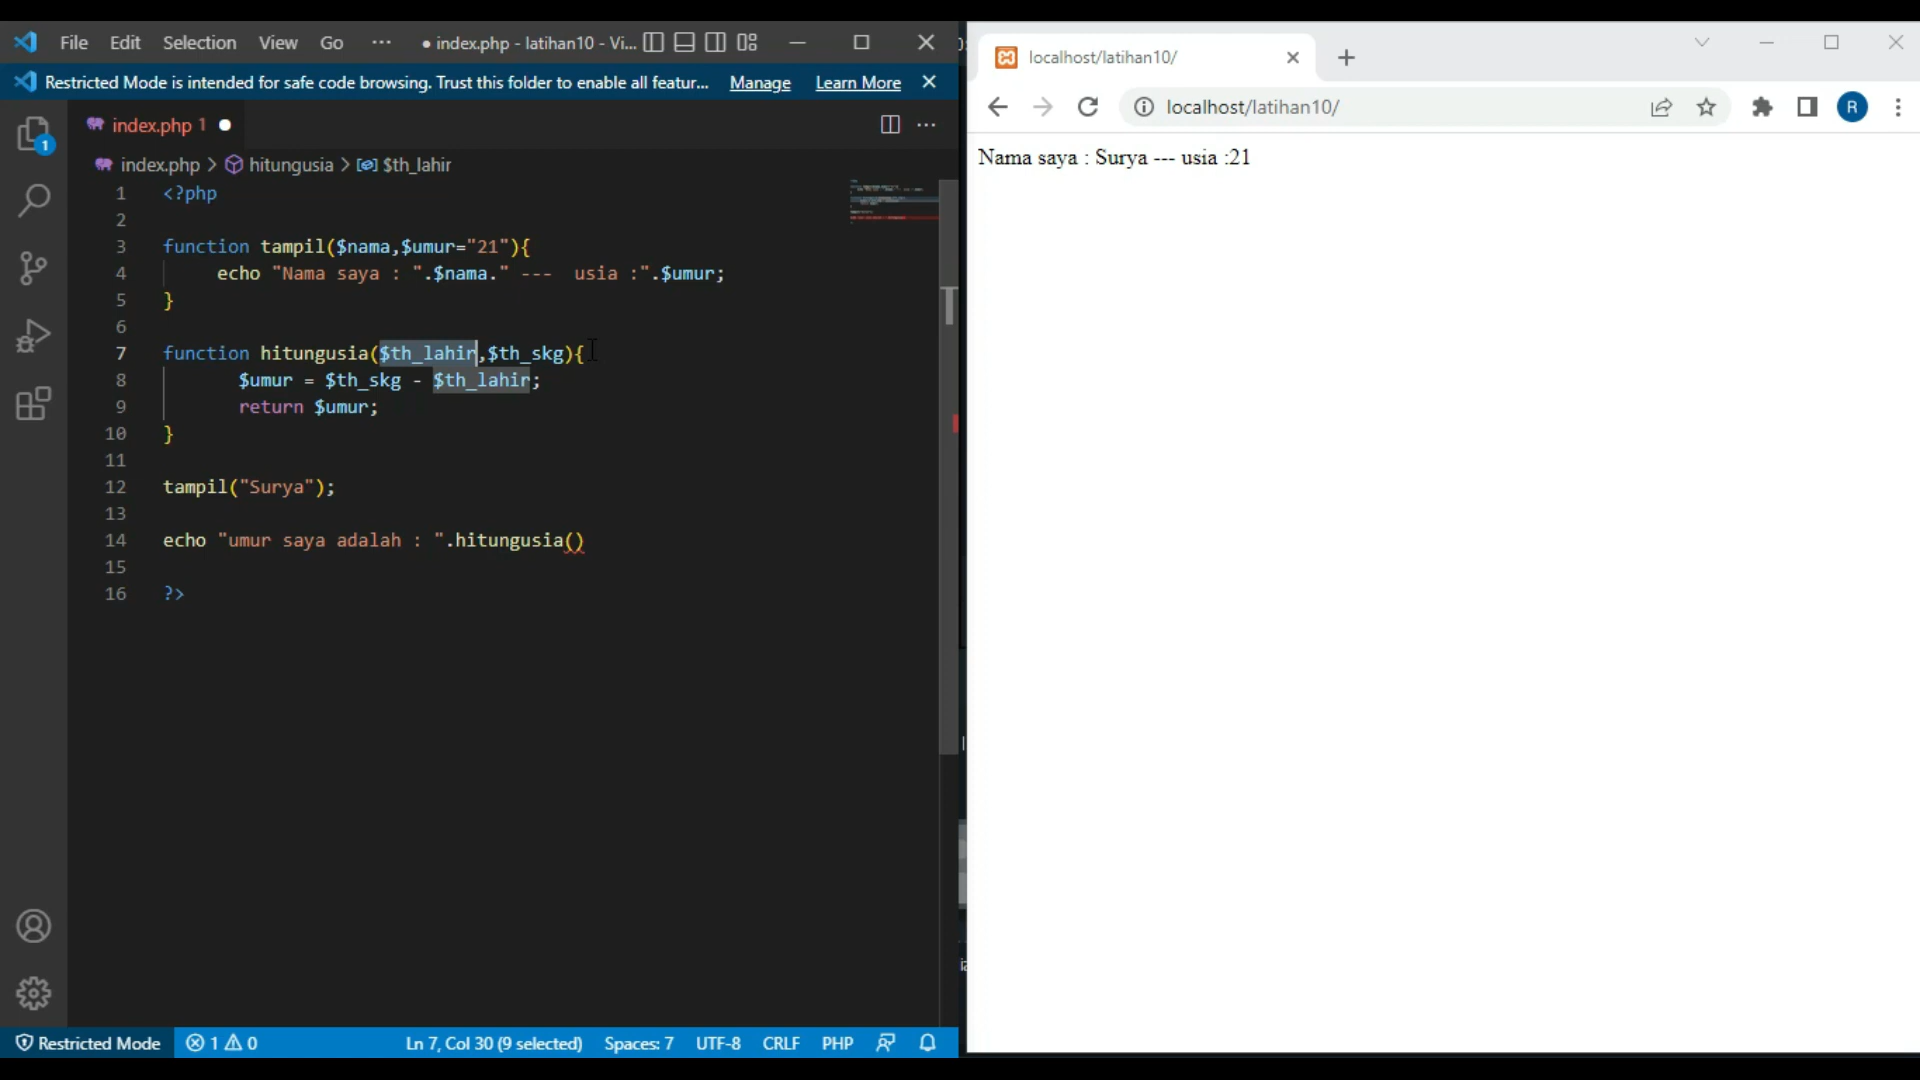 File Edit Selection View Go ··· ● index.php - latihan10 - Vi...
Restricted Mode is intended for safe code browsing. Trust this folder to enable all featur... Manage Learn More
index.php 1
index.php > hitungusia > $th_lahir
1 <?php
2
3 function tampil($nama,$umur="21"){
4 echo "Nama saya : ".$nama." --- usia :".$umur;
5 }
6
7 function hitungusia($th_lahir,$th_skg){
8 $umur = $th_skg - $th_lahir;
9 return $umur;
10 }
11
12 tampil("Surya");
13
14 echo "umur saya adalah : ".hitungusia()
15
16 ?>
1
Restricted Mode 1 0 Ln 7, Col 30 (9 selected) Spaces: 7 UTF-8 CRLF PHP
localhost/latihan10/
localhost/latihan10/ R
Nama saya : Surya --- usia :21